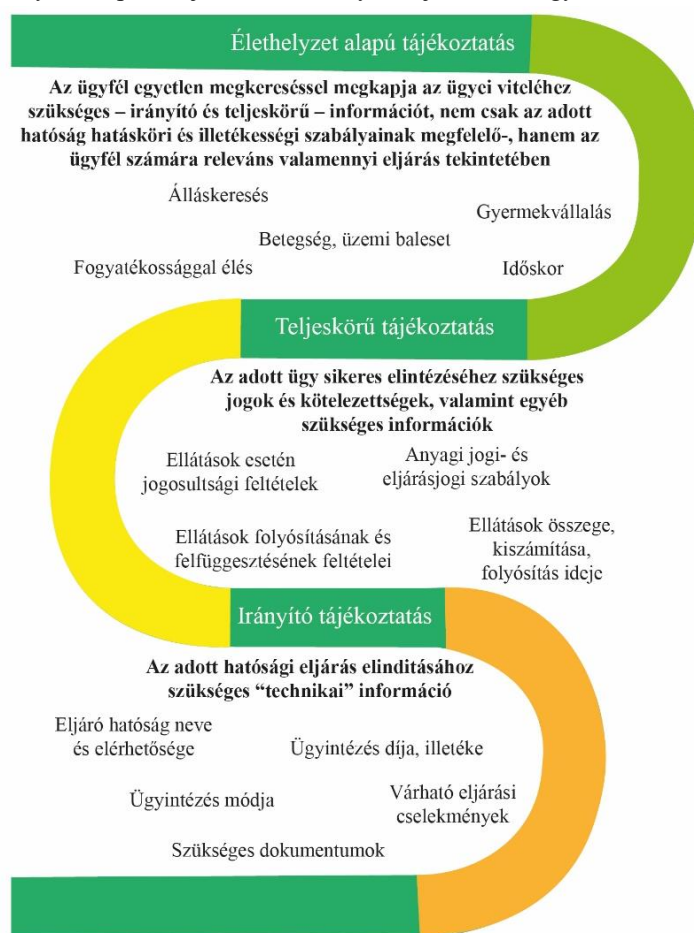 Élethelyzet alapú tájékoztatás
Az ügyfél egyetlen megkereséssel megkapja az ügyei viteléhez
szükséges – irányító és teljeskörű – információt, nem csak az adott
hatóság hatásköri és illetékességi szabályainak megfelelő-, hanem az
ügyfél számára releváns valamennyi eljárás tekintetében
Álláskeresés
Gyermekvállalás
Betegség, üzemi baleset
Fogyatékossággal élés
Időskor
Teljeskörű tájékoztatás
Az adott ügy sikeres elintézéséhez szükséges
jogok és kötelezettségek, valamint egyéb
szükséges információk
Ellátások esetén
jogosultsági feltételek
Anyagi jogi- és
eljárásjogi szabályok
Ellátások folyósításának és
felfüggesztésének feltételei
Ellátások összege,
kiszámítása,
folyósítás ideje
Irányító tájékoztatás
Az adott hatósági eljárás elinditásához
szükséges “technikai” információ
Eljáró hatóság neve
és elérhetősége
Ügyintézés díja, illetéke
Ügyintézés módja
Várható eljárási
cselekmények
Szükséges dokumentumok